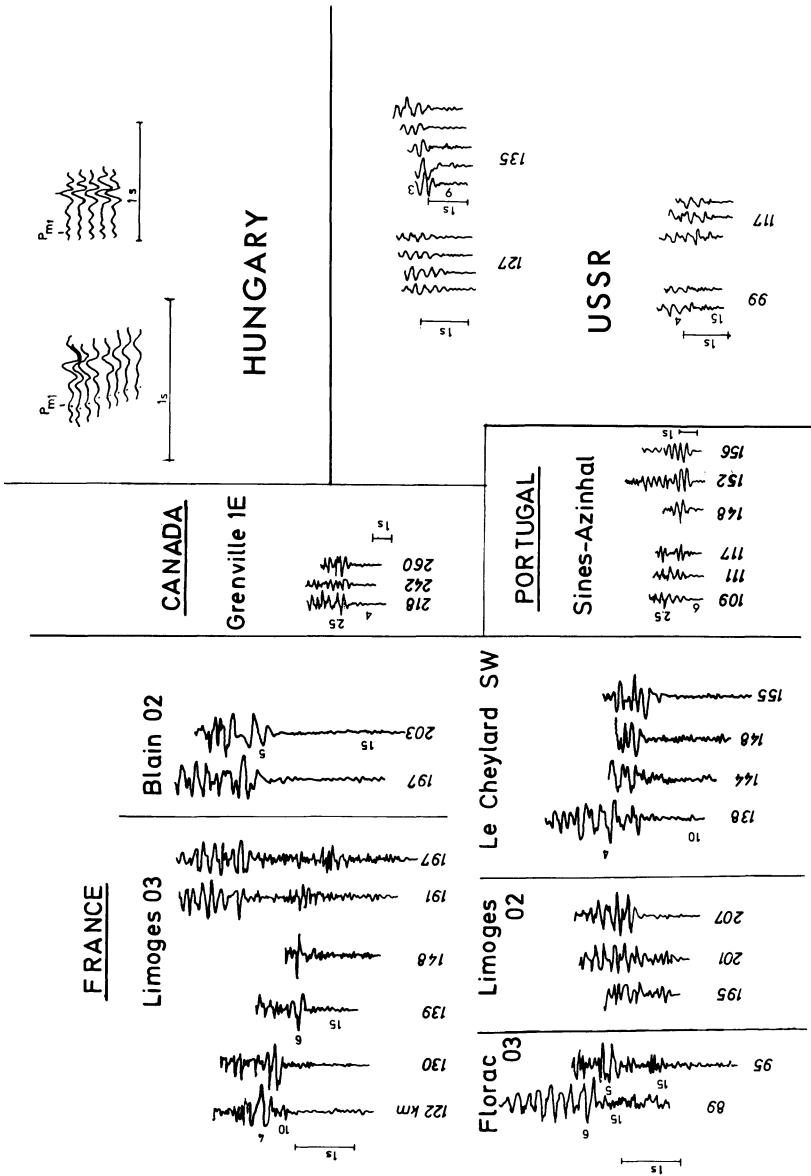 FRANCE
Limoges 03
1s
4
10
6
15
122 km
130
139
148
191
197
Blain 02
5
15
197
203
Florac
03
1s
6
15
5
15
89
95
Limoges
02
195
201
207
Le Cheylard SW
4
10
138
144
148
155
CANADA
Grenville 1E
25
4
1s
218
242
260
PORTUGAL
Sines-Azinhal
2.5
6
1s
109
111
117
148
152
156
HUNGARY
Pm1
1s
Pm1
1s
USSR
1s
127
3
9
1s
135
1s
4
15
99
117